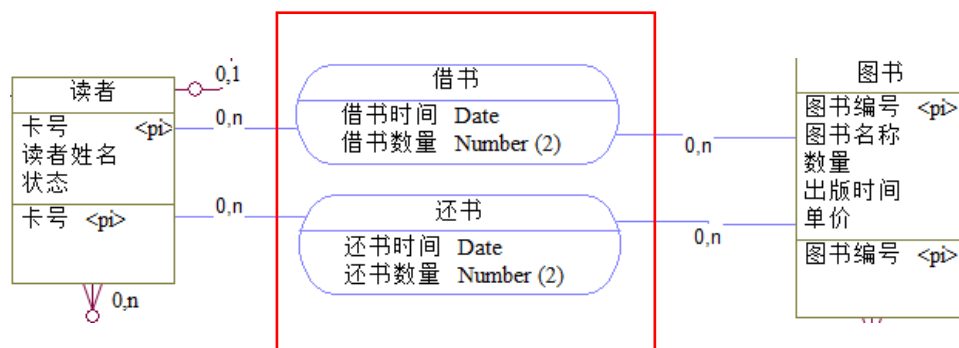 读者
0,1
卡号 <pi>
读者姓名
状态
卡号 <pi>
0,n
0,n
0,n
借书
借书时间 Date
借书数量 Number (2)
还书
还书时间 Date
还书数量 Number (2)
0,n
0,n
图书
图书编号 <pi>
图书名称
数量
出版时间
单价
图书编号 <pi>